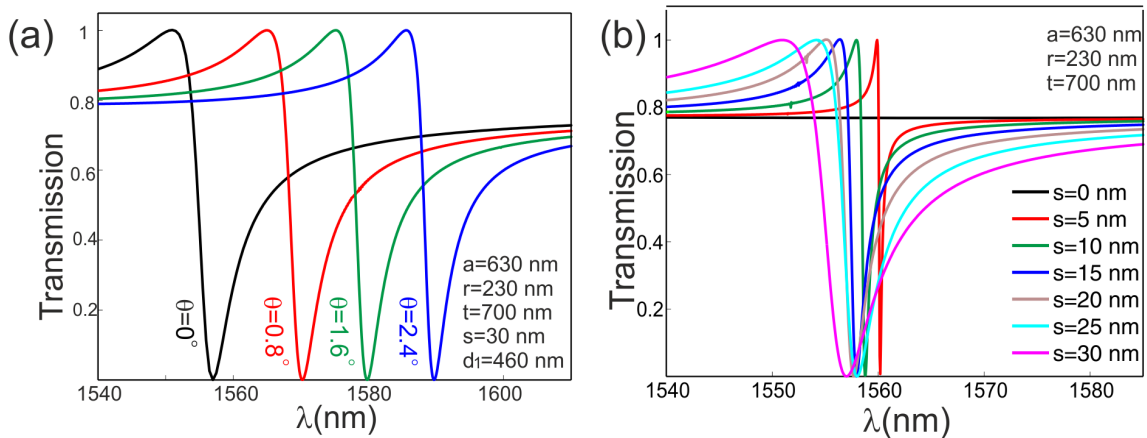 (a)
Transmission
1
0.8
0.6
0.4
0.2
θ=0°
θ=0.8°
θ=1.6°
θ=2.4°
a=630 nm
r=230 nm
t=700 nm
s=30 nm
d₁=460 nm
1540
1560
1580
1600
λ(nm)
(b)
Transmission
1
0.8
0.6
0.4
0.2
a=630 nm
r=230 nm
t=700 nm
s=0 nm
s=5 nm
s=10 nm
s=15 nm
s=20 nm
s=25 nm
s=30 nm
1540
1550
1560
1570
1580
λ(nm)